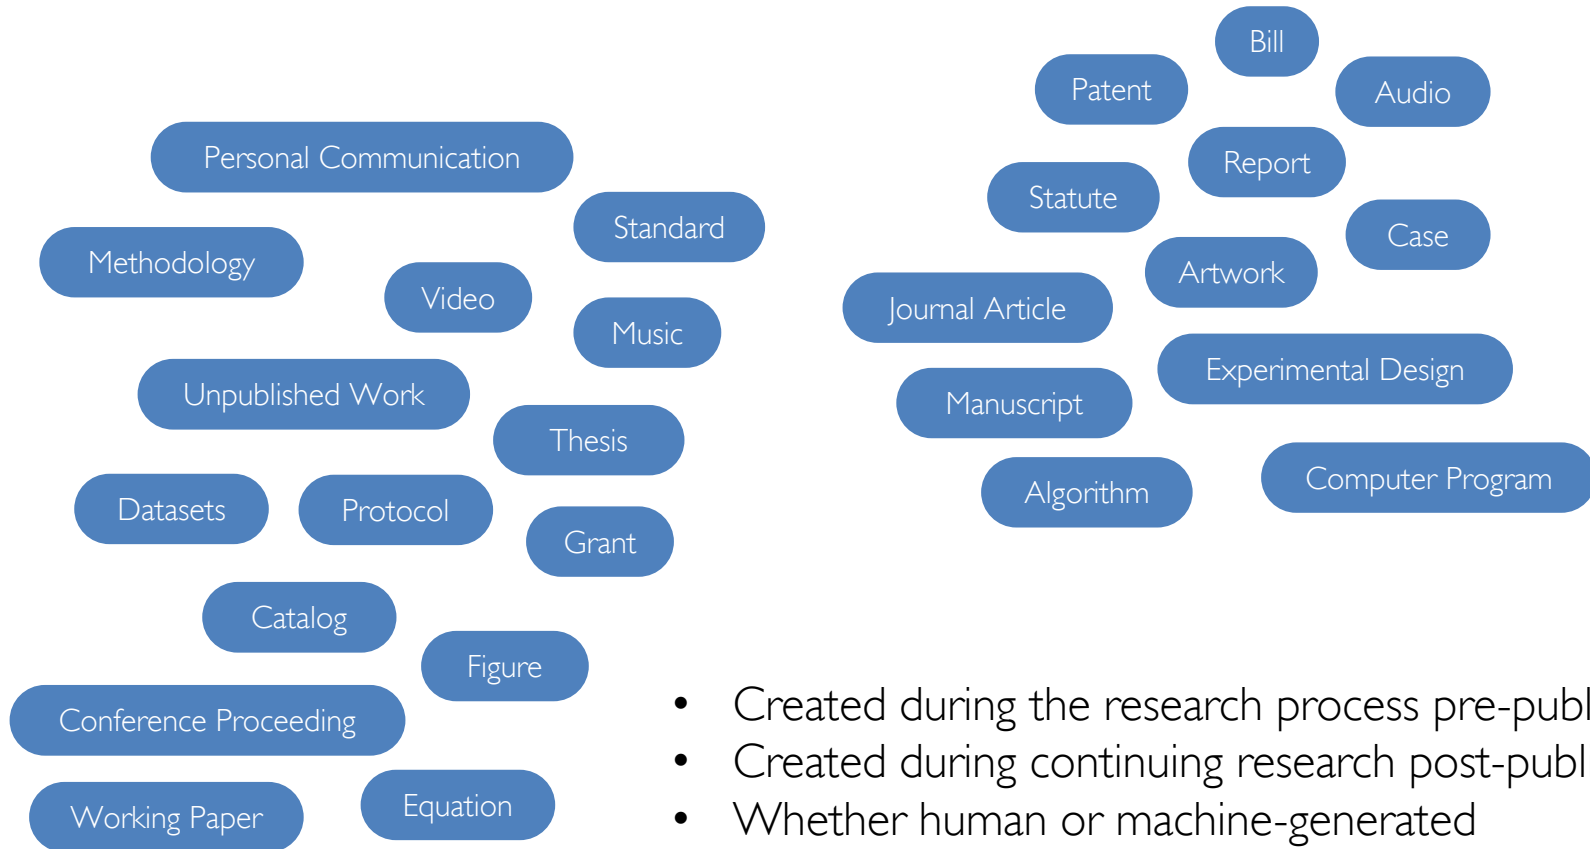 Bill
Patent
Audio
Personal Communication
Report
Statute
Standard
Case
Methodology
Artwork
Video
Journal Article
Music
Experimental Design
Unpublished Work
Manuscript
Thesis
Computer Program
Algorithm
Datasets
Protocol
Grant
Catalog
Figure
Conference Proceeding
Working Paper
Equation
• Created during the research process pre-publ
• Created during continuing research post-publ
• Whether human or machine-generated